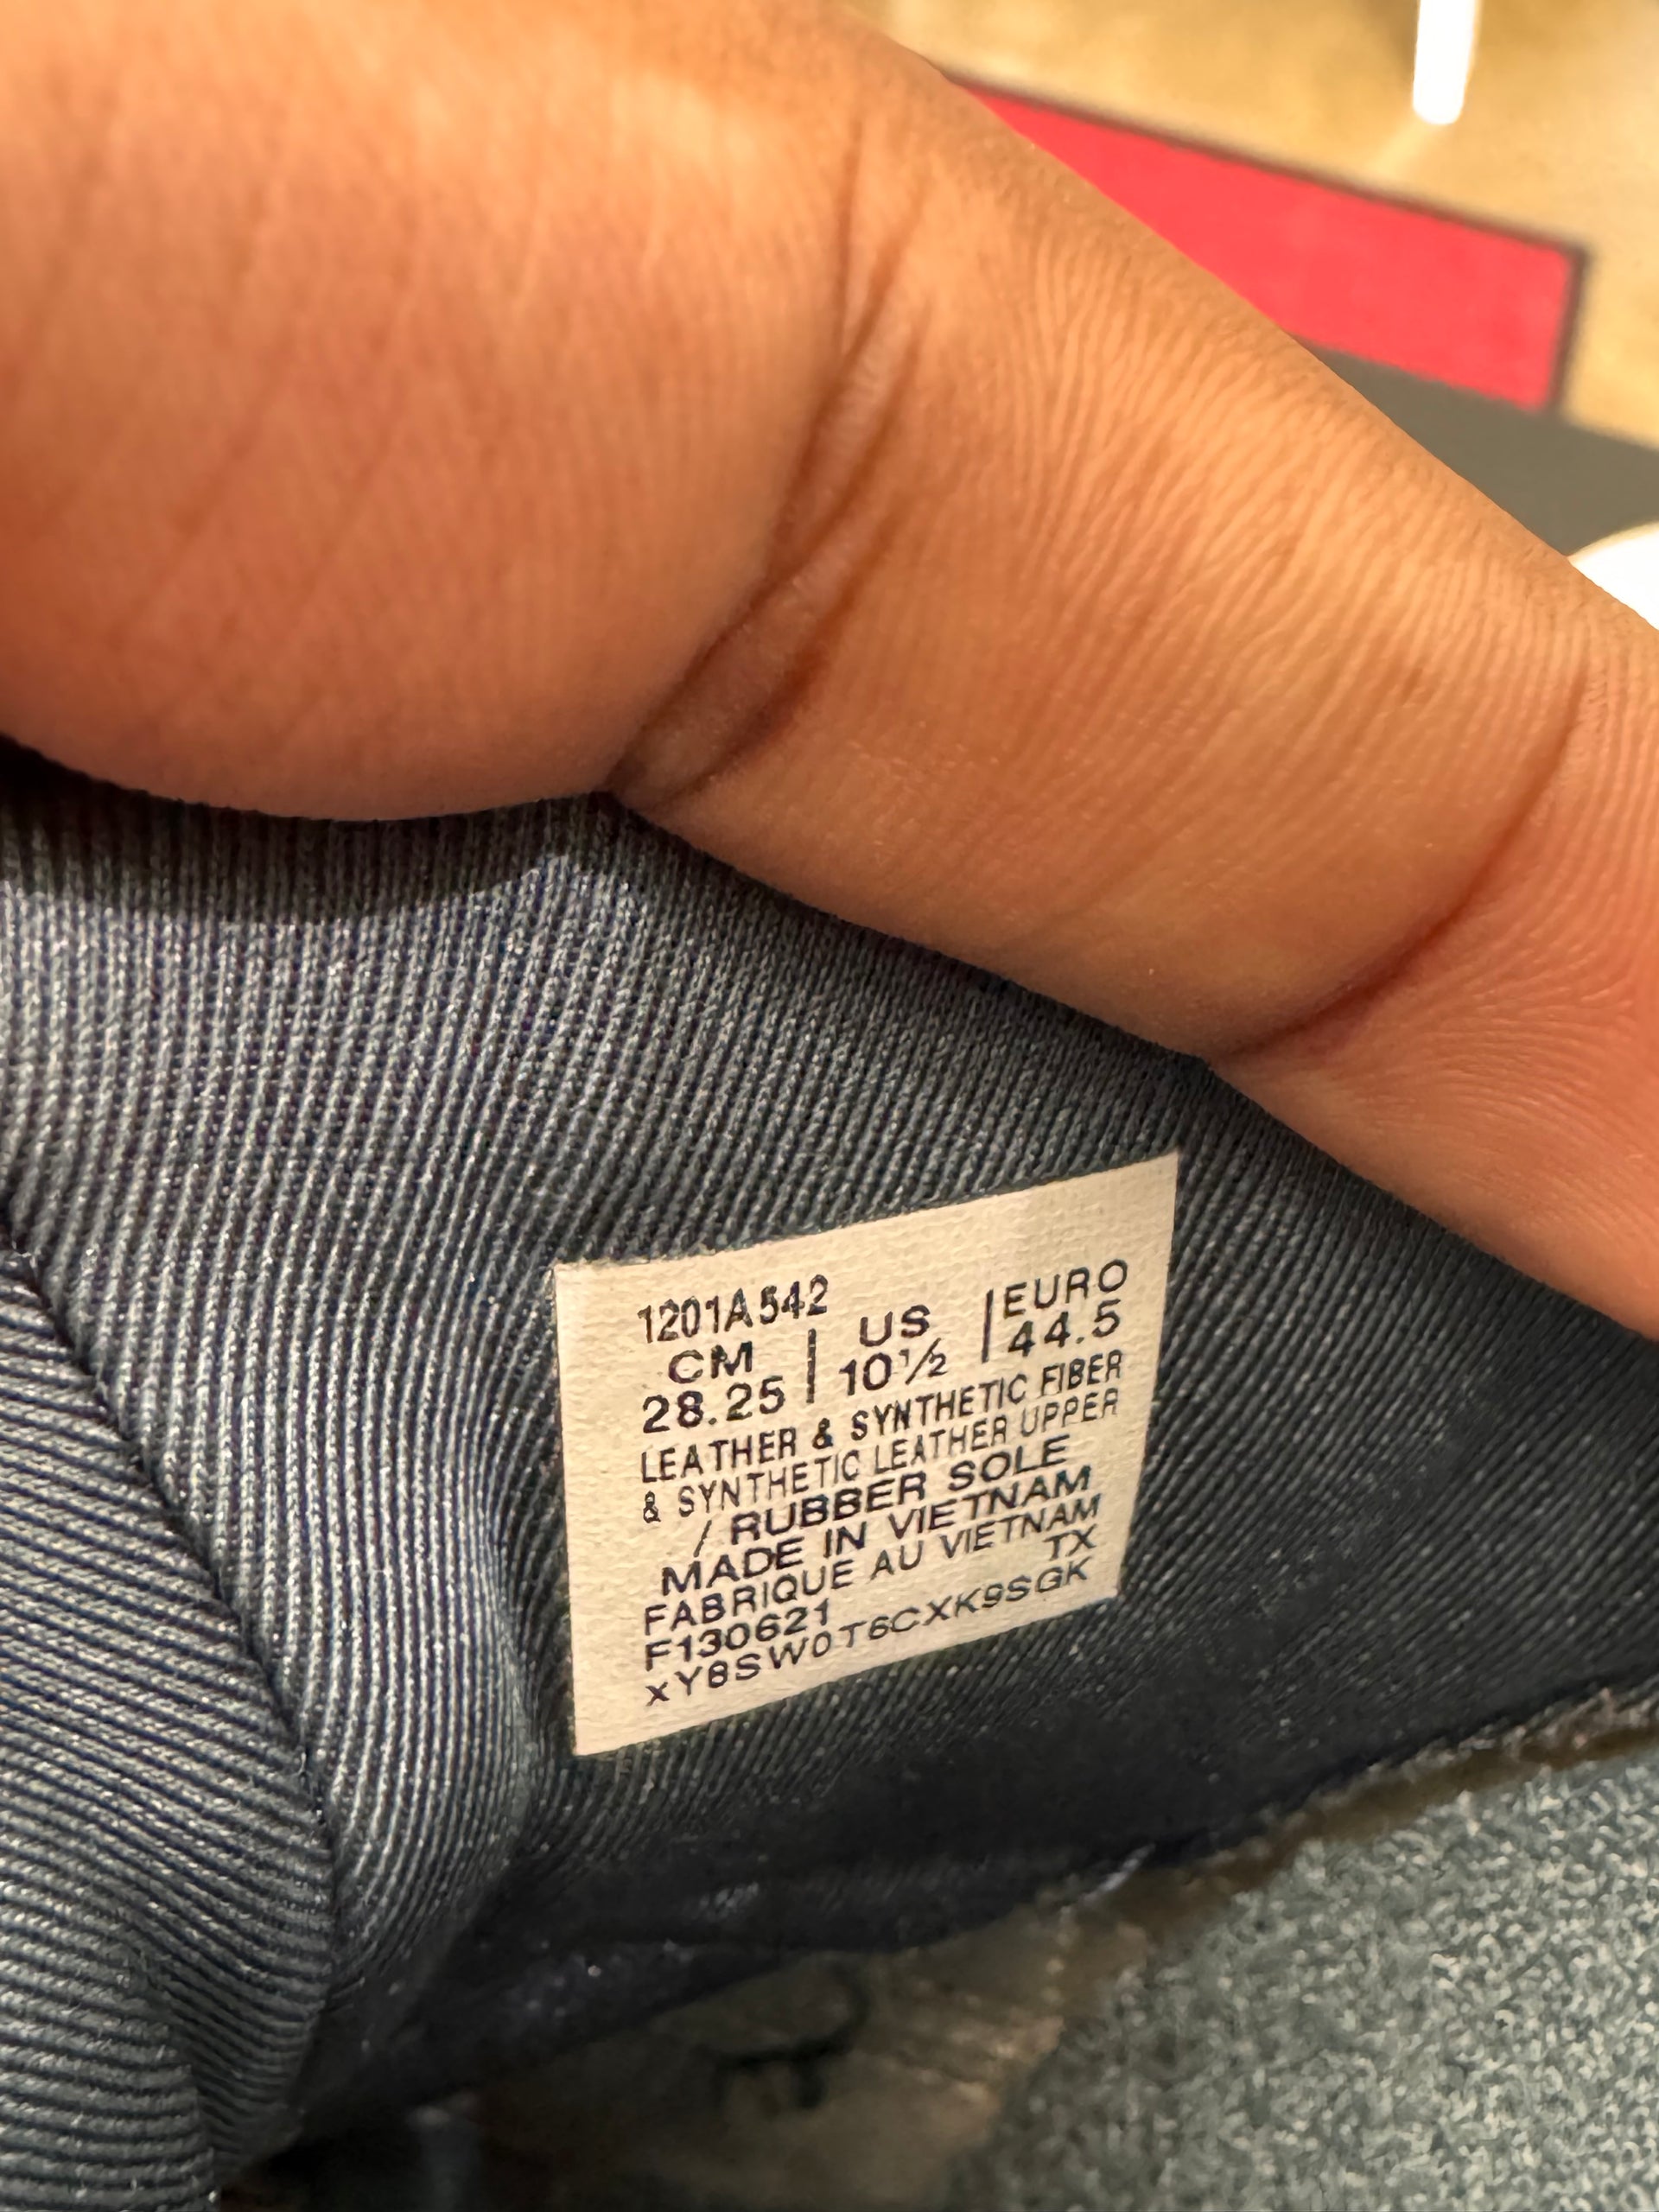 1201A542
CM | US | EURO
28.25 | 10½ | 44.5
LEATHER & SYNTHETIC FIBER
& SYNTHETIC LEATHER UPPER
/ RUBBER SOLE
MADE IN VIETNAM
FABRIQUE AU VIETNAM
F130621 TX
xY8SW0T6CXK9SGK